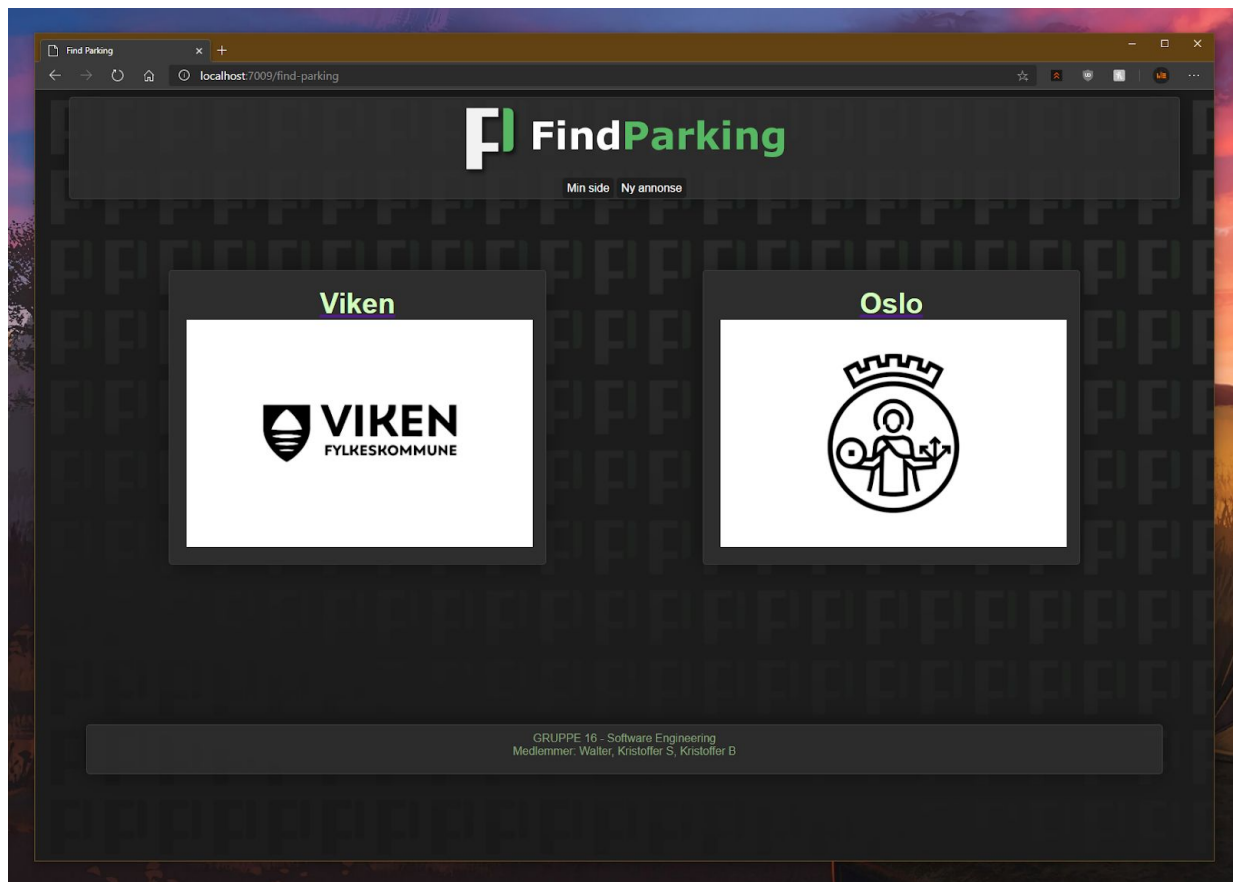 Find Parking
localhost:7009/find-parking
FindParking
Min side Ny annonse
Viken
VIKEN
FYLKESKOMMUNE
Oslo
GRUPPE 16 - Software Engineering
Medlemmer: Walter, Kristoffer S, Kristoffer B